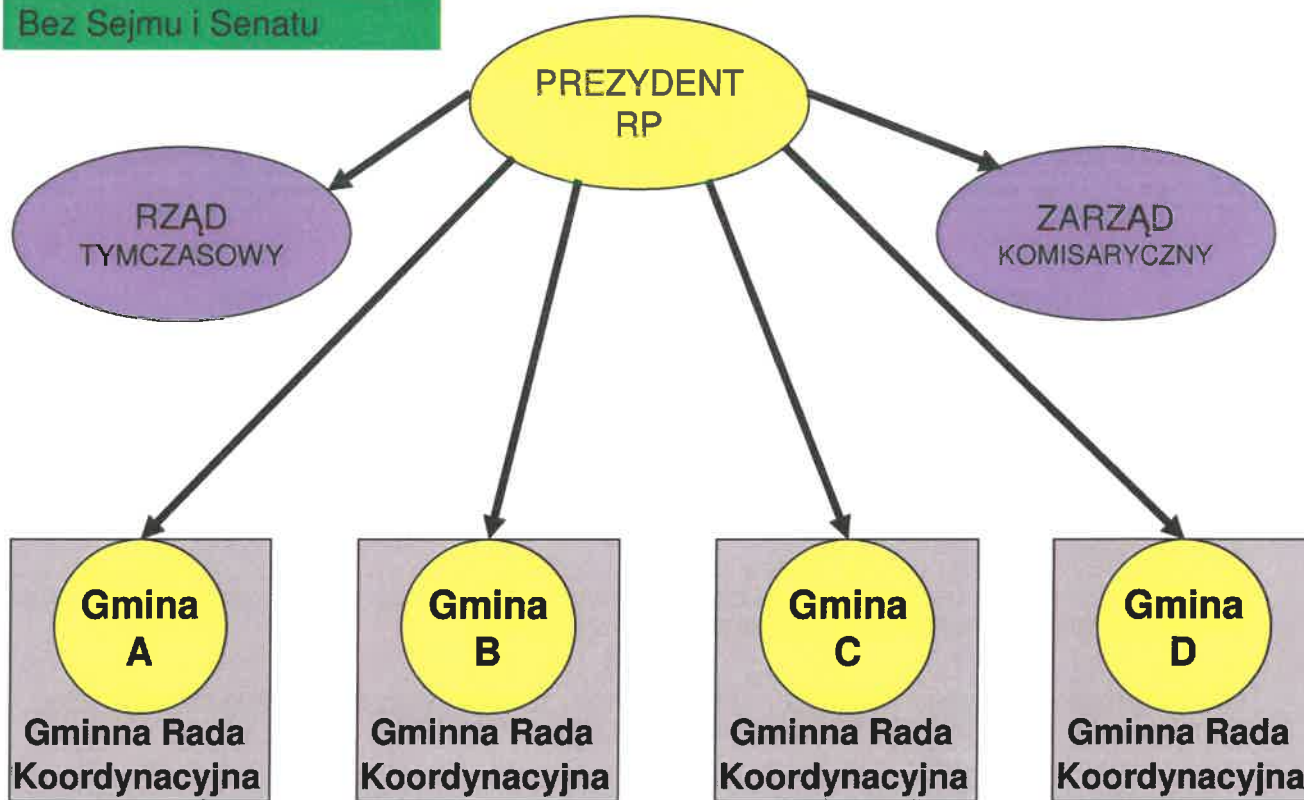 Bez Sejmu i Senatu
PREZYDENT
RP
RZĄD
TYMCZASOWY
ZARZĄD
KOMISARYCZNY
Gmina
A
Gminna Rada
Koordynacyjna
Gmina
B
Gminna Rada
Koordynacyjna
Gmina
C
Gminna Rada
Koordynacyjna
Gmina
D
Gminna Rada
Koordynacyjna